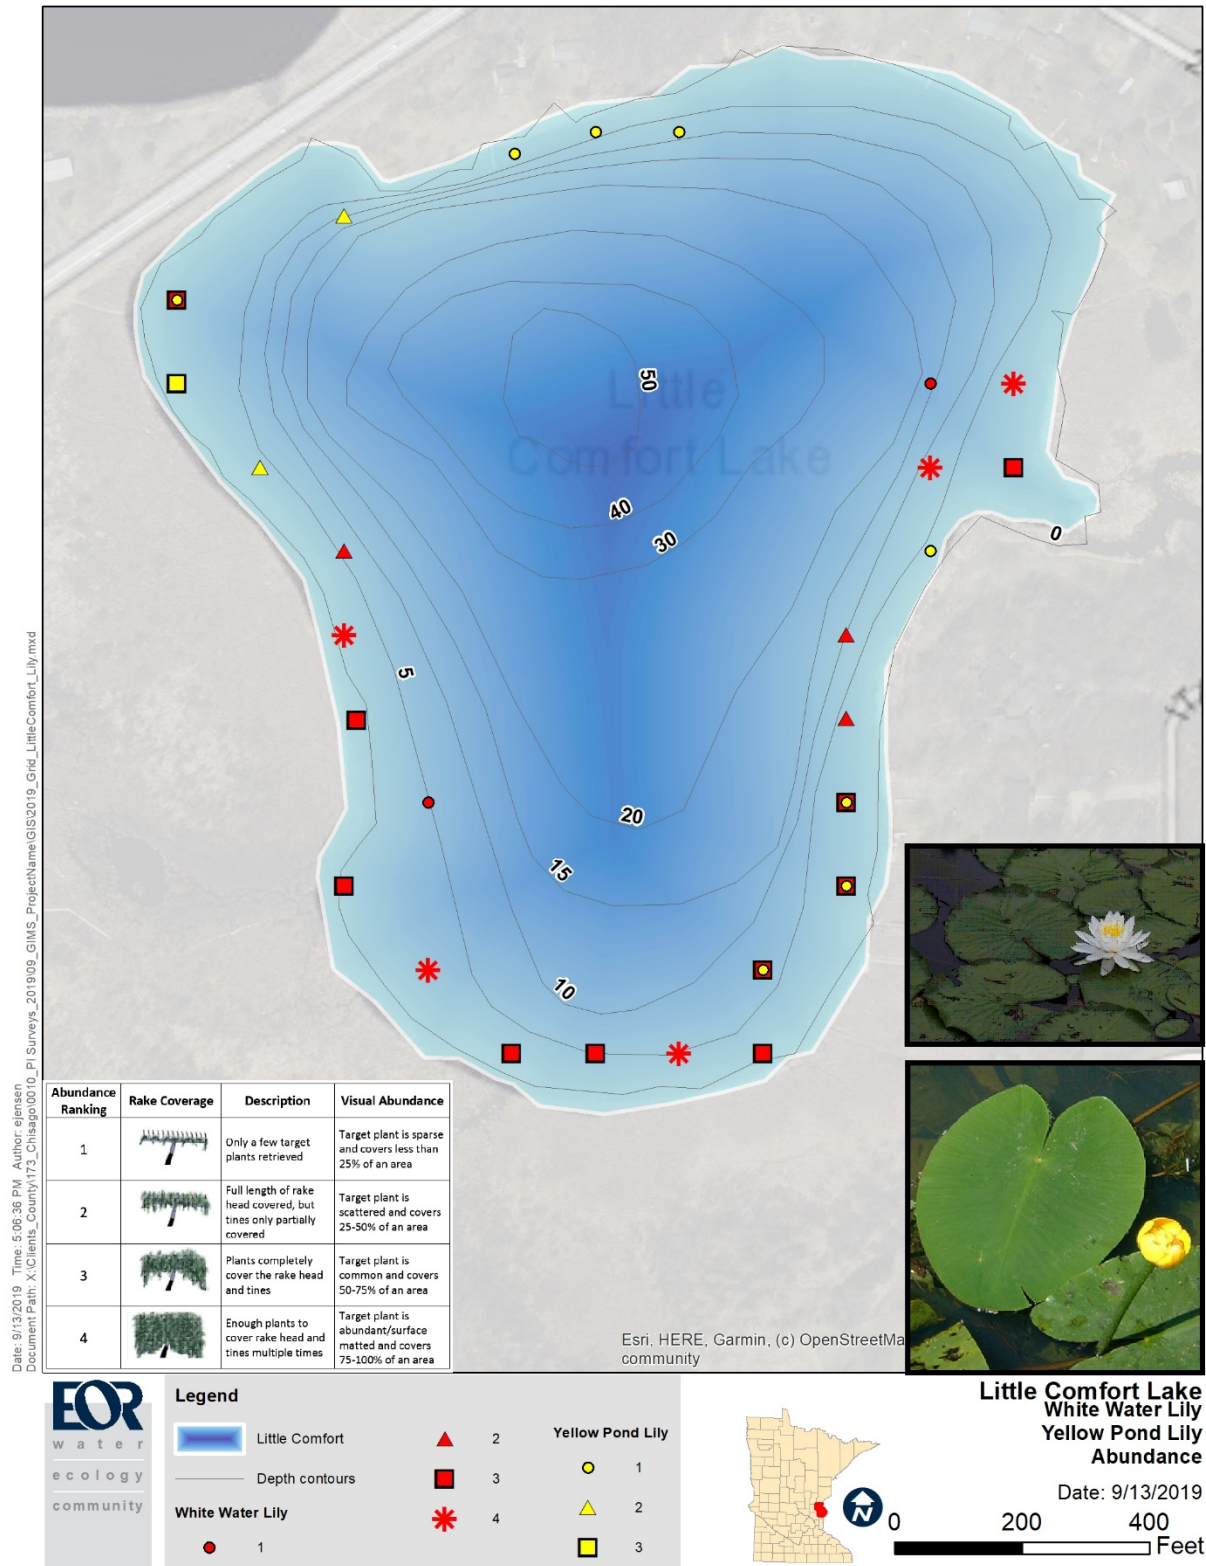 Little
Comfort Lake
50
40
30
0
5
20
15
10
Date: 9/13/2019   Time: 5:06:36 PM   Author: ejensen
Document Path: X:\Clients_County\173_Chisago\0010_PI Surveys_2019\09_GIMS_ProjectName\GIS\2019_Grid_LittleComfort_Lily.mxd
Abundance Ranking
Rake Coverage
Description
Visual Abundance
1
Only a few target
plants retrieved
Target plant is sparse
and covers less than
25% of an area
2
Full length of rake
head covered, but
tines only partially
covered
Target plant is
scattered and covers
25-50% of an area
3
Plants completely
cover the rake head
and tines
Target plant is
common and covers
50-75% of an area
4
Enough plants to
cover rake head and
tines multiple times
Target plant is
abundant/surface
matted and covers
75-100% of an area
Esri, HERE, Garmin, (c) OpenStreetMa
community
EOR
water
ecology
community
Legend
Little Comfort
Depth contours
White Water Lily
1
2
3
4
Yellow Pond Lily
1
2
3
N
Little Comfort Lake
White Water Lily
Yellow Pond Lily
Abundance
Date: 9/13/2019
0 200 400
Feet